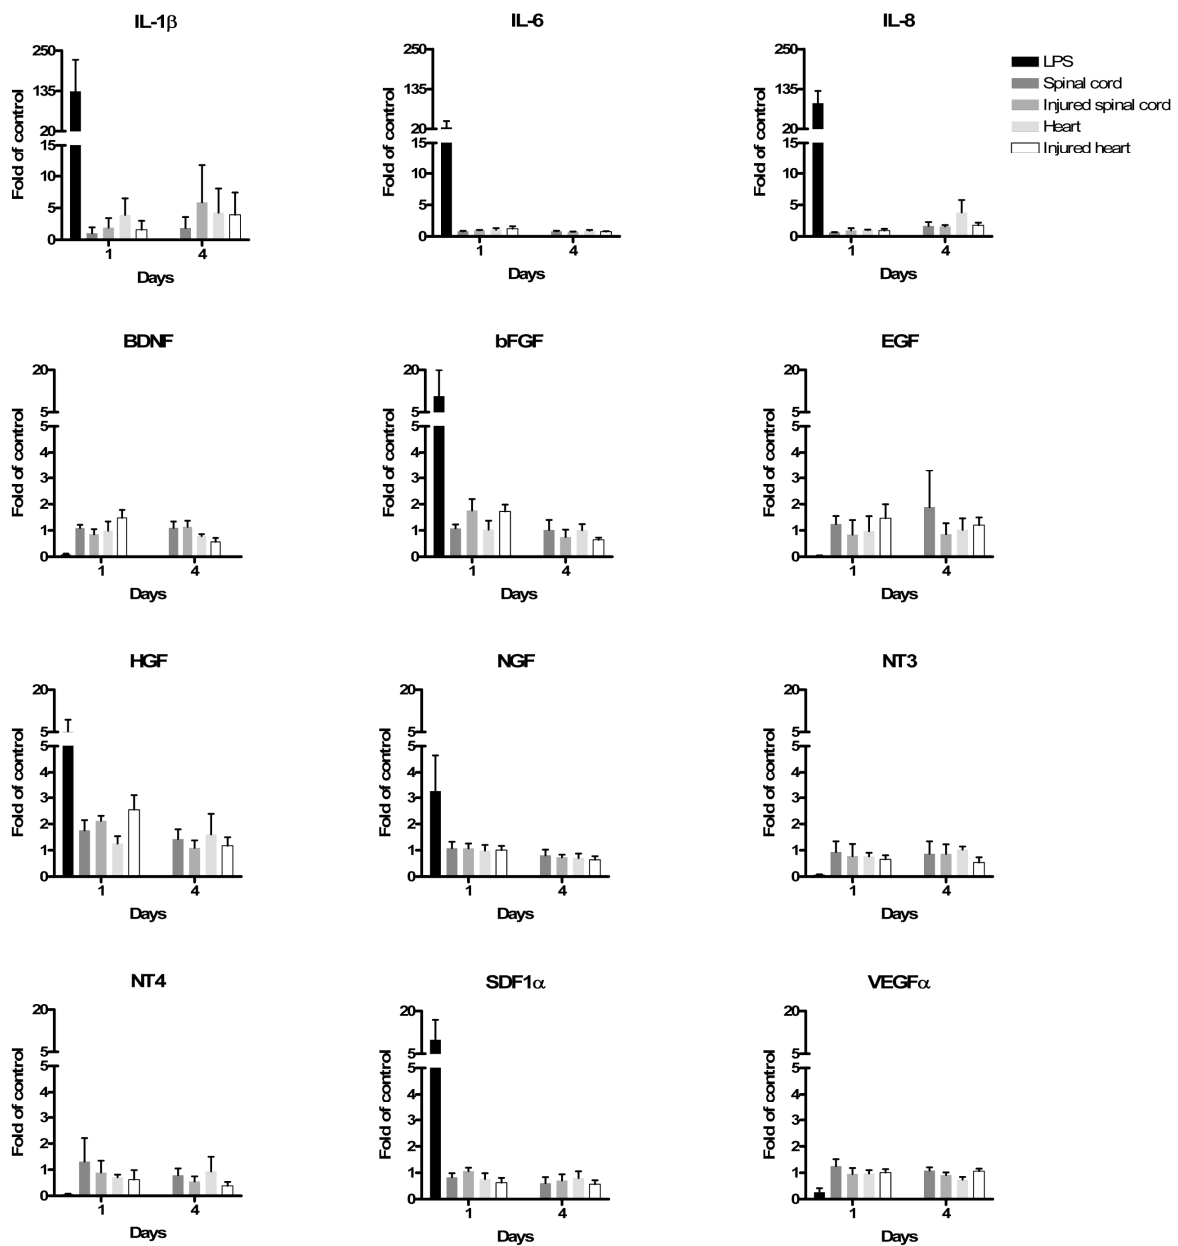 IL-1β
IL-6
IL-8
250
135
20
15
10
5
0
Fold of control
1
4
Days
250
135
20
15
10
5
0
Fold of control
1
4
Days
250
135
20
15
10
5
0
Fold of control
1
4
Days
LPS
Spinal cord
Injured spinal cord
Heart
Injured heart
BDNF
bFGF
EGF
20
5
5
4
3
2
1
0
Fold of control
1
4
Days
20
5
5
4
3
2
1
0
Fold of control
1
4
Days
20
5
5
4
3
2
1
0
Fold of control
1
4
Days
HGF
NGF
NT3
20
5
5
4
3
2
1
0
Fold of control
1
4
Days
20
5
5
4
3
2
1
0
Fold of control
1
4
Days
20
5
5
4
3
2
1
0
Fold of control
1
4
Days
NT4
SDF1α
VEGFα
20
5
5
4
3
2
1
0
Fold of control
1
4
Days
20
5
5
4
3
2
1
0
Fold of control
1
4
Days
20
5
5
4
3
2
1
0
Fold of control
1
4
Days